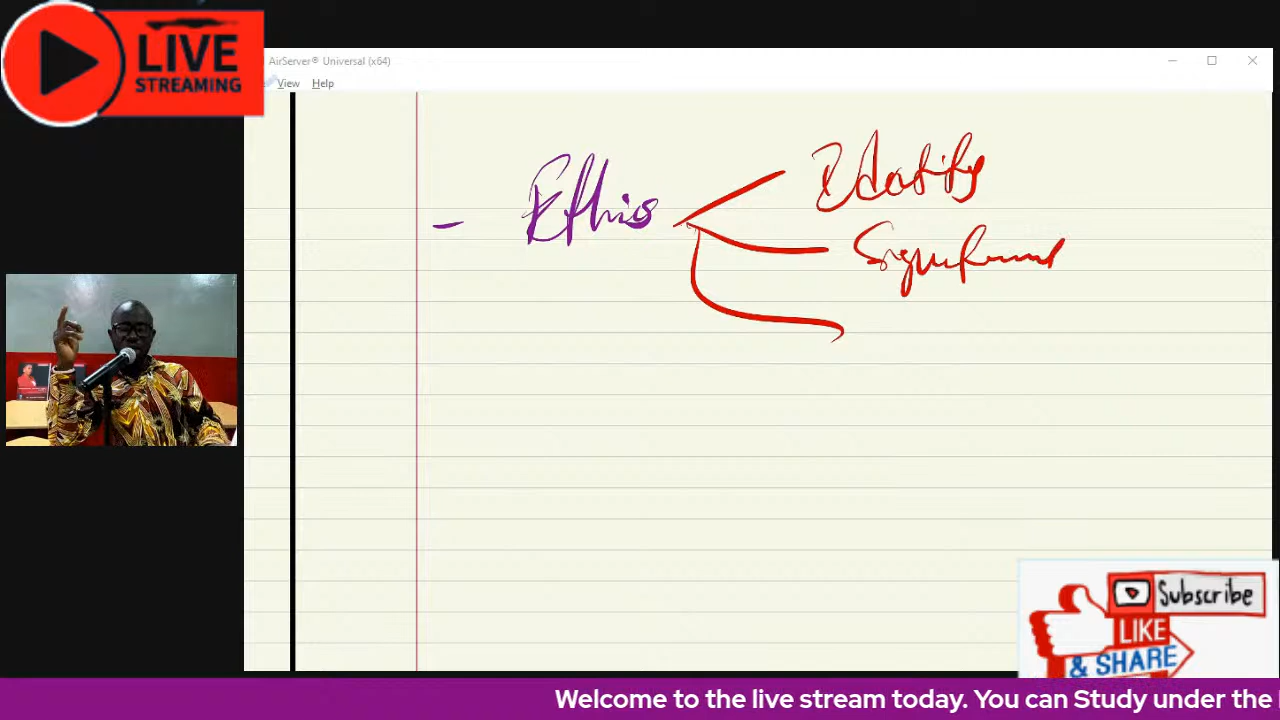 LIVE
STREAMING
AirServer® Universal (x64)
View Help
- Ethics
Identity
Subscribe
LIKE
& SHARE
Welcome to the live stream today. You can Study under the